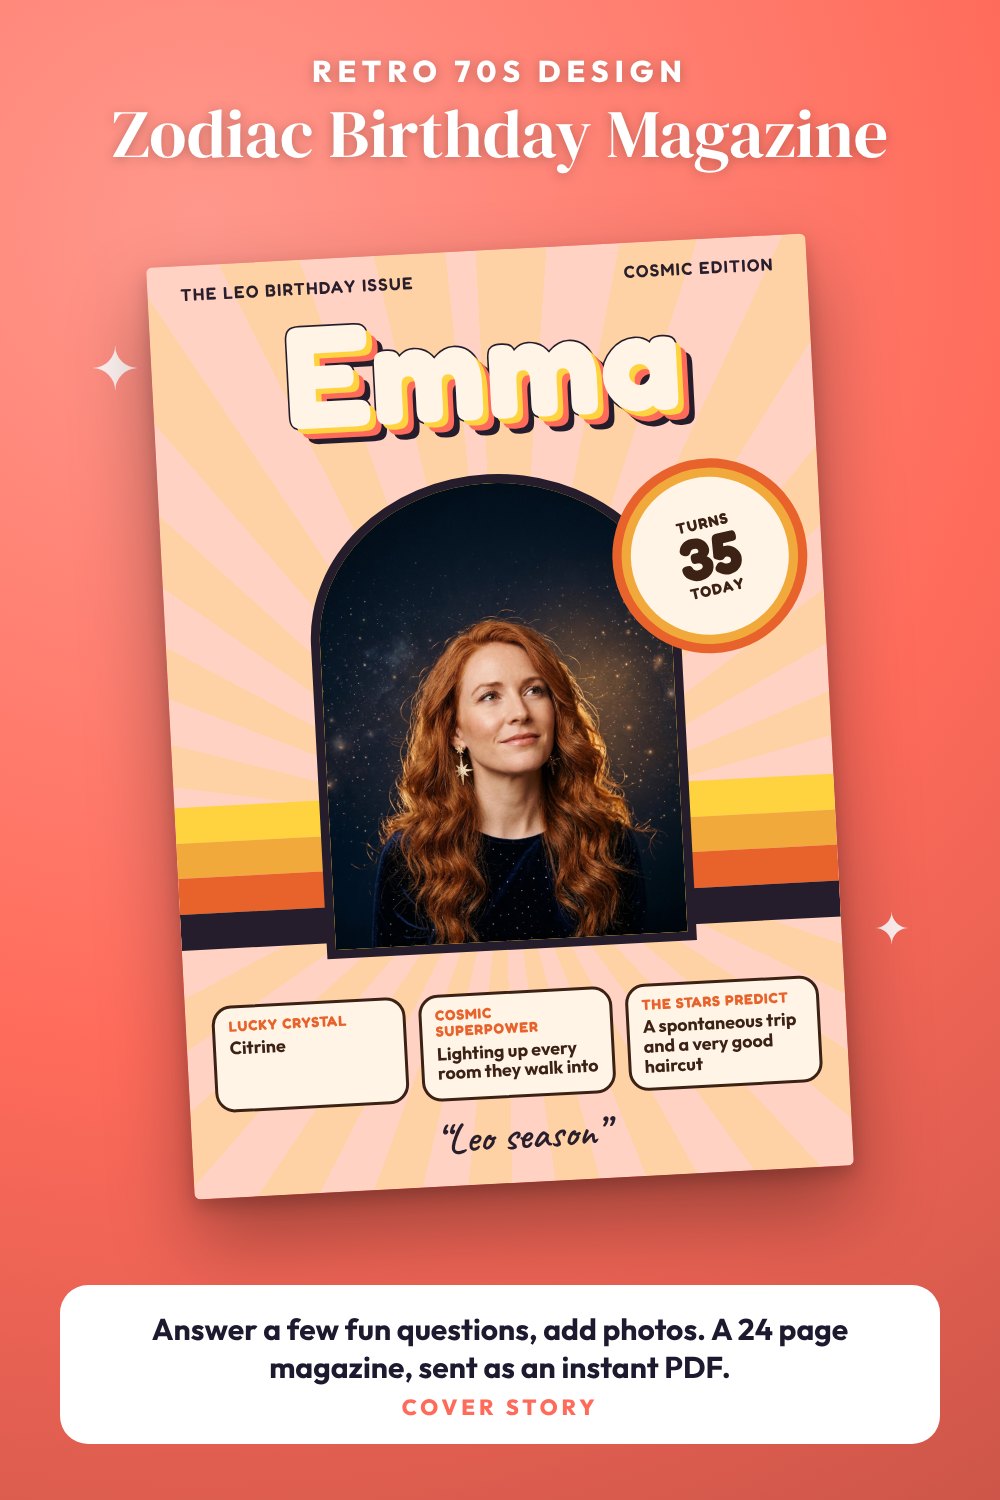 RETRO 70S DESIGN
Zodiac Birthday Magazine
THE LEO BIRTHDAY ISSUE
COSMIC EDITION
Emma
TURNS
35
TODAY
LUCKY CRYSTAL
Citrine
COSMIC
SUPERPOWER
Lighting up every
room they walk into
THE STARS PREDICT
A spontaneous trip
and a very good
haircut
“Leo season”
Answer a few fun questions, add photos. A 24 page
magazine, sent as an instant PDF.
COVER STORY